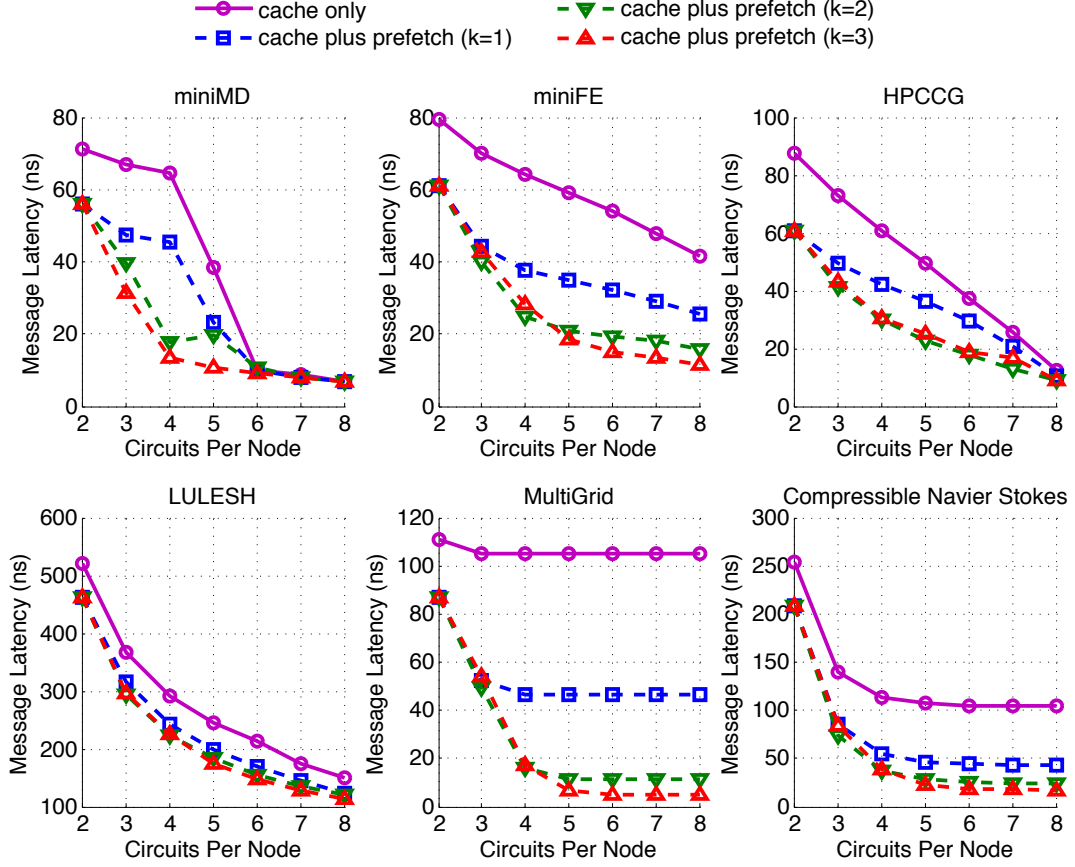 cache only
cache plus prefetch (k=1)
cache plus prefetch (k=2)
cache plus prefetch (k=3)
miniMD
Message Latency (ns)
80
60
40
20
0
2 3 4 5 6 7 8
Circuits Per Node
miniFE
Message Latency (ns)
80
60
40
20
0
2 3 4 5 6 7 8
Circuits Per Node
HPCCG
Message Latency (ns)
100
80
60
40
20
0
2 3 4 5 6 7 8
Circuits Per Node
LULESH
Message Latency (ns)
600
500
400
300
200
100
2 3 4 5 6 7 8
Circuits Per Node
MultiGrid
Message Latency (ns)
120
100
80
60
40
20
0
2 3 4 5 6 7 8
Circuits Per Node
Compressible Navier Stokes
Message Latency (ns)
300
250
200
150
100
50
0
2 3 4 5 6 7 8
Circuits Per Node